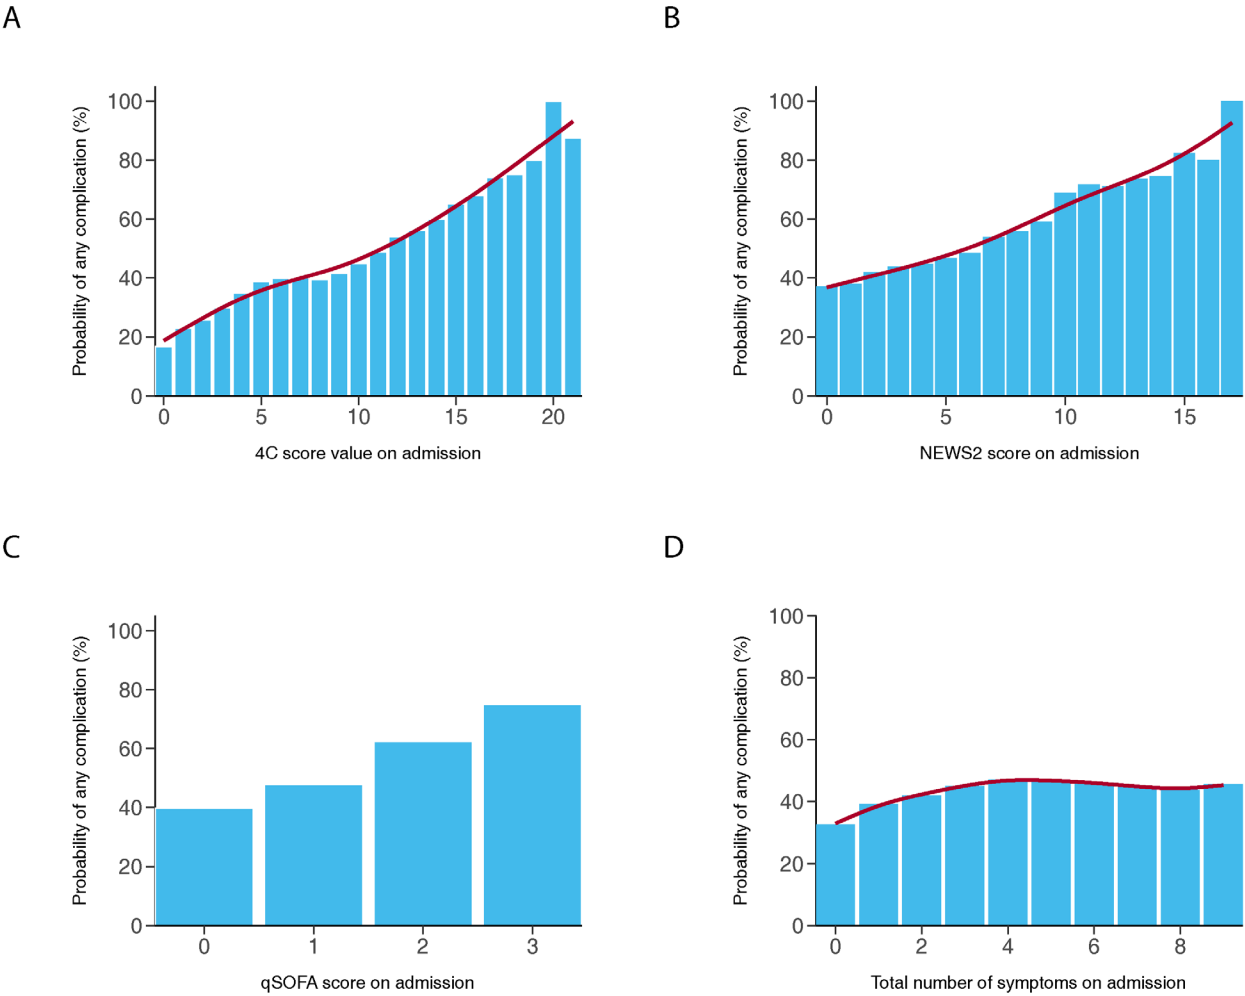 A
Probability of any complication (%)
100
80
60
40
20
0
0 5 10 15 20
4C score value on admission
B
Probability of any complication (%)
100
80
60
40
20
0
0 5 10 15
NEWS2 score on admission
C
Probability of any complication (%)
100
80
60
40
20
0
0 1 2 3
qSOFA score on admission
D
Probability of any complication (%)
100
80
60
40
20
0
0 2 4 6 8
Total number of symptoms on admission